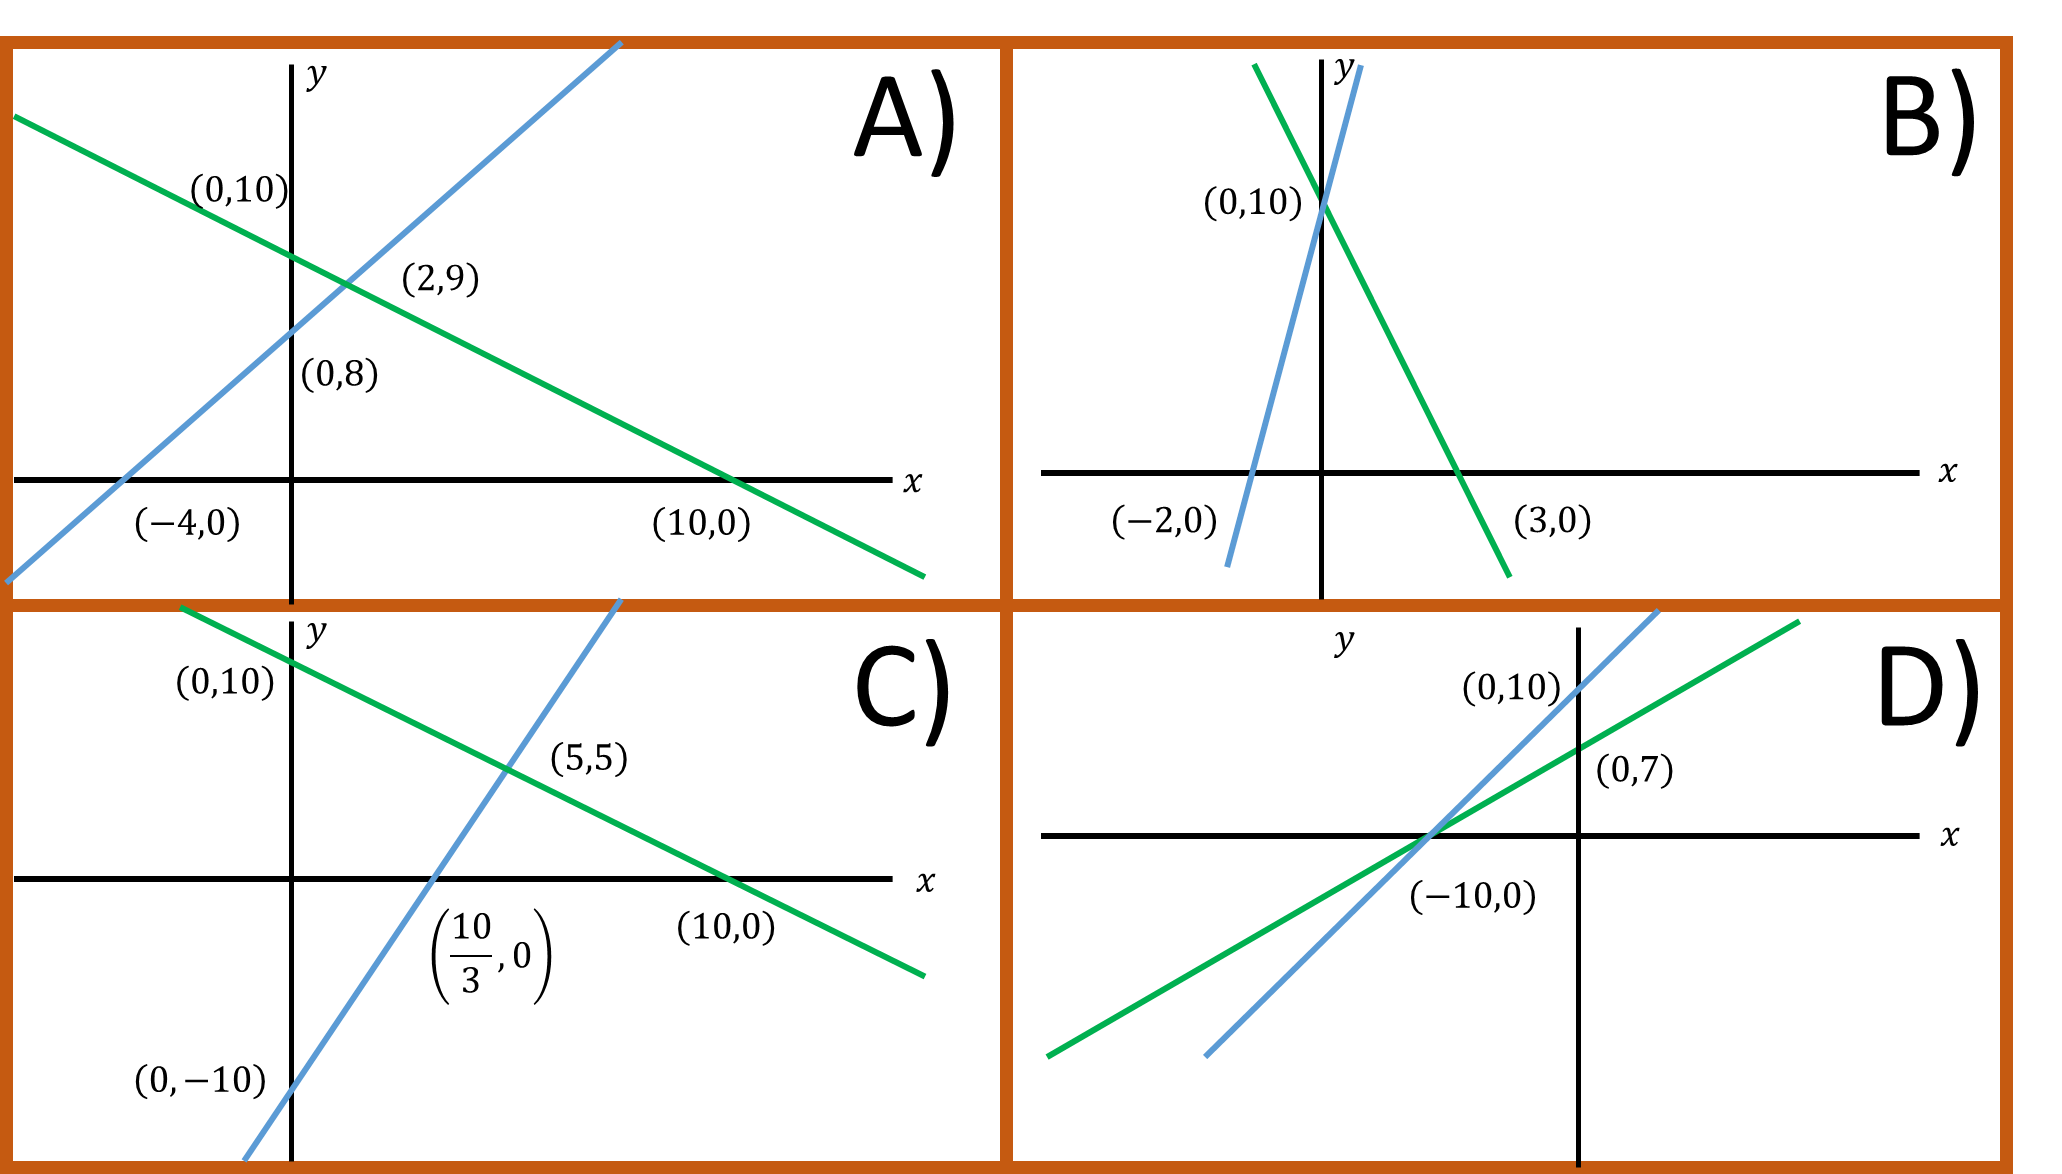 A)
y
(0,10)
(2,9)
(0,8)
x
(−4,0)
(10,0)
B)
y
(0,10)
x
(−2,0)
(3,0)
C)
y
(0,10)
(5,5)
x
(10/3, 0)
(10,0)
(0,−10)
D)
y
(0,10)
(0,7)
x
(−10,0)